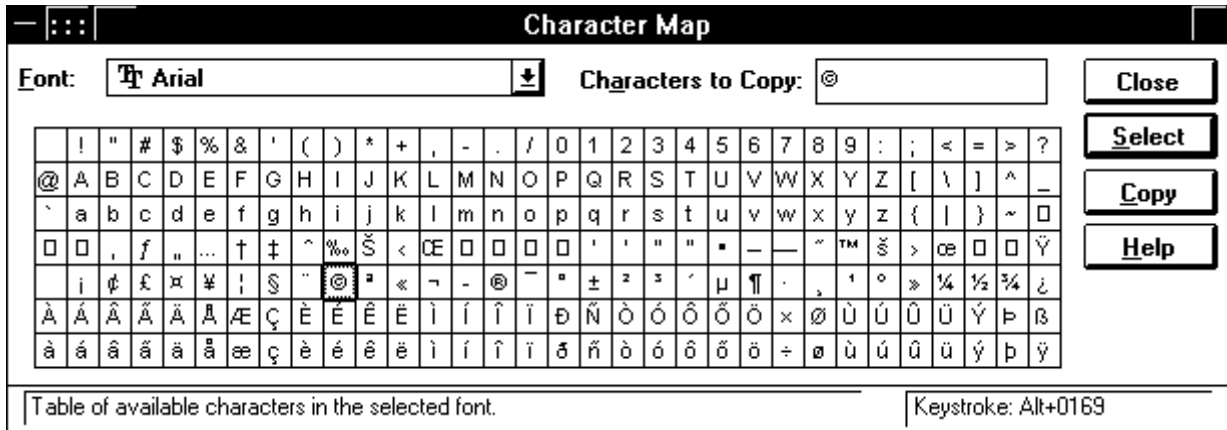 Character Map
Font: Arial Characters to Copy: © Close
! " # $ % & ' ( ) * + , - . / 0 1 2 3 4 5 6 7 8 9 : ; < = > ?
Select
@ A B C D E F G H I J K L M N O P Q R S T U V W X Y Z [ \ ] ^ _
` a b c d e f g h i j k l m n o p q r s t u v w x y z { | } ~ □
Copy
□ □ ‚ ƒ „ … † ‡ ˆ ‰ Š ‹ Œ □ □ □ □ ‘ ’ “ ” • – — ˜ ™ š › œ □ □ Ÿ
Help
¡ ¢ £ ¤ ¥ ¦ § ¨ © ª « ¬ - ® ¯ ° ± ² ³ ´ µ ¶ · ¸ ¹ º » ¼ ½ ¾ ¿
À Á Â Ã Ä Å Æ Ç È É Ê Ë Ì Í Î Ï Ð Ñ Ò Ó Ô Õ Ö × Ø Ù Ú Û Ü Ý Þ ß
à á â ã ä å æ ç è é ê ë ì í î ï ð ñ ò ó ô õ ö ÷ ø ù ú û ü ý þ ÿ
Table of available characters in the selected font. Keystroke: Alt+0169